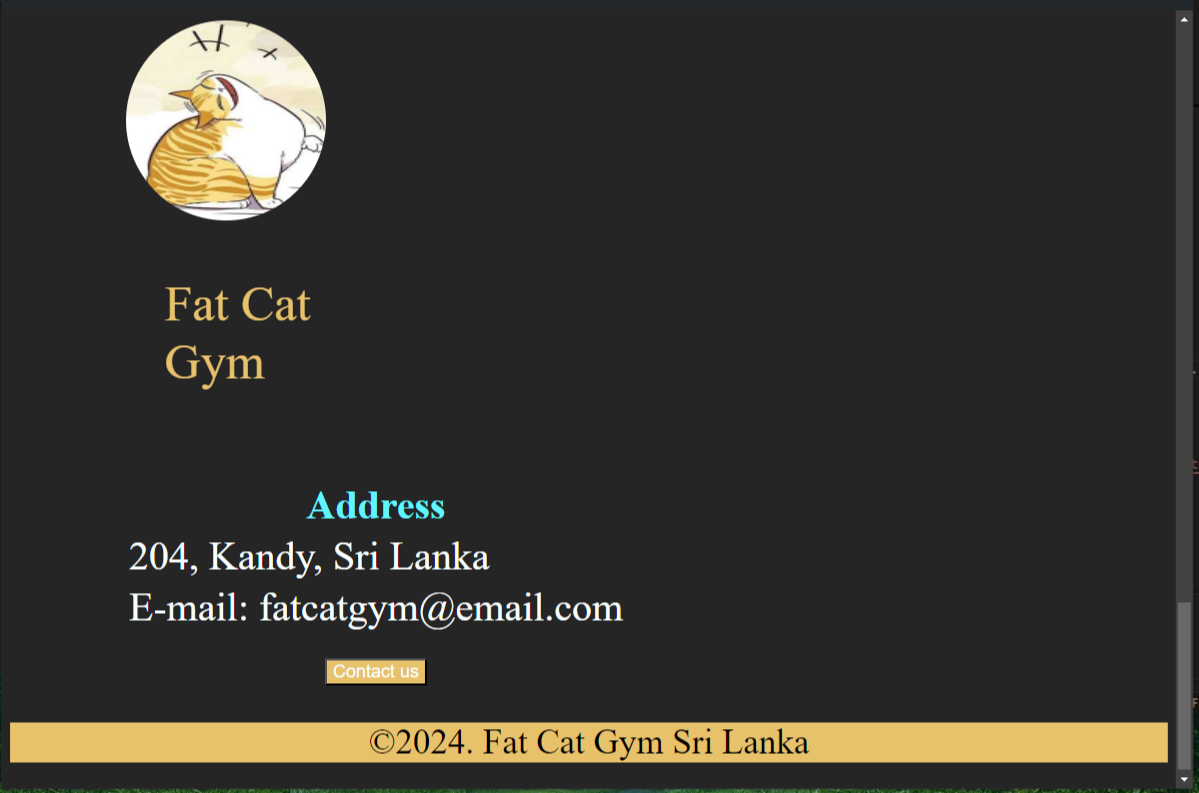 Fat Cat
Gym
Address
204, Kandy, Sri Lanka
E-mail: fatcatgym@email.com
Contact us
©2024. Fat Cat Gym Sri Lanka